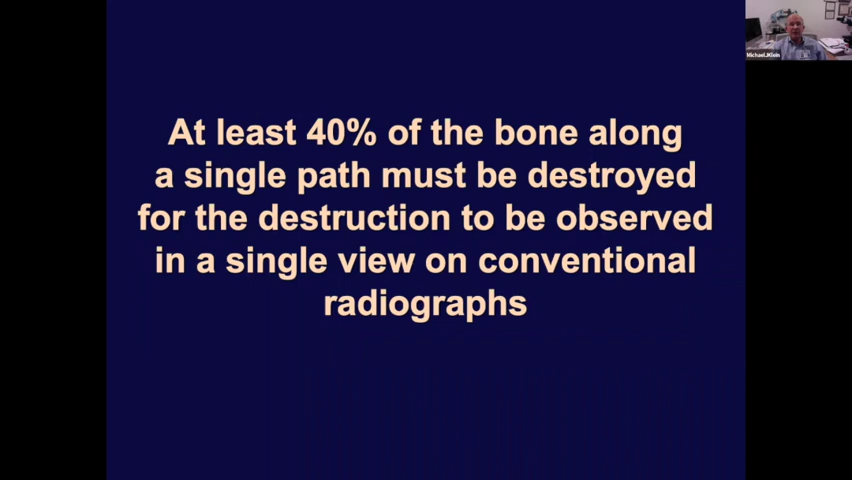 At least 40% of the bone along
a single path must be destroyed
for the destruction to be observed
in a single view on conventional
radiographs
MichaelJKlein